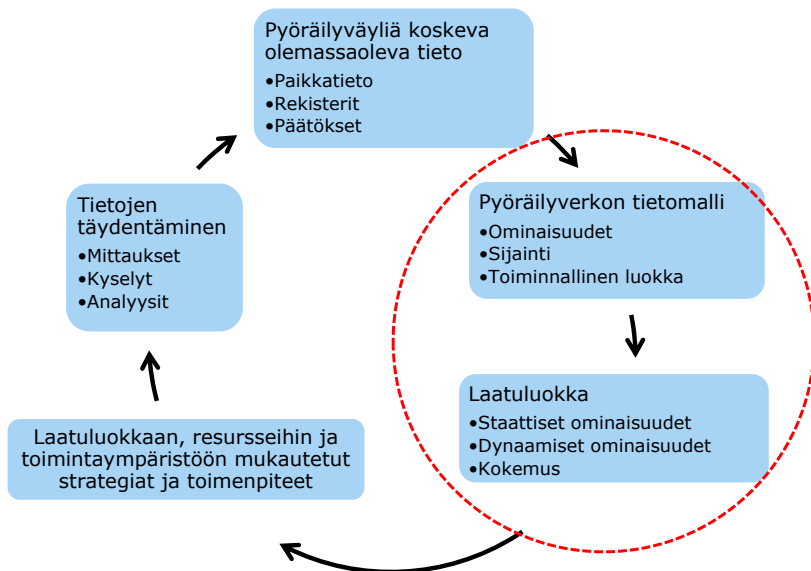 Pyöräilyväyliä koskeva
olemassaoleva tieto
•Paikkatieto
•Rekisterit
•Päätökset
Pyöräilyverkon tietomalli
•Ominaisuudet
•Sijainti
•Toiminnallinen luokka
Laatuluokka
•Staattiset ominaisuudet
•Dynaamiset ominaisuudet
•Kokemus
Laatuluokkaan, resursseihin ja
toimintaympäristöön mukautetut
strategiat ja toimenpiteet
Tietojen
täydentäminen
•Mittaukset
•Kyselyt
•Analyysit